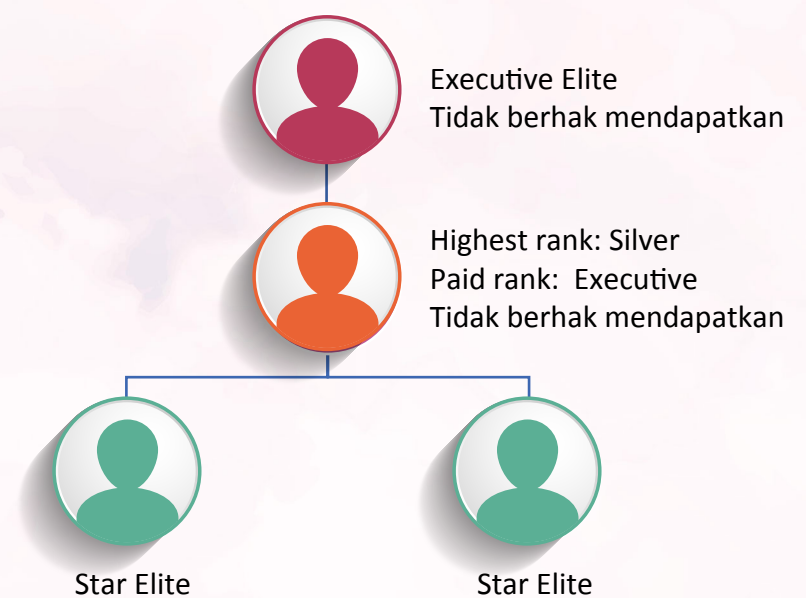 Executive Elite
Tidak berhak mendapatkan
Highest rank: Silver
Paid rank:  Executive
Tidak berhak mendapatkan
Star Elite
Star Elite